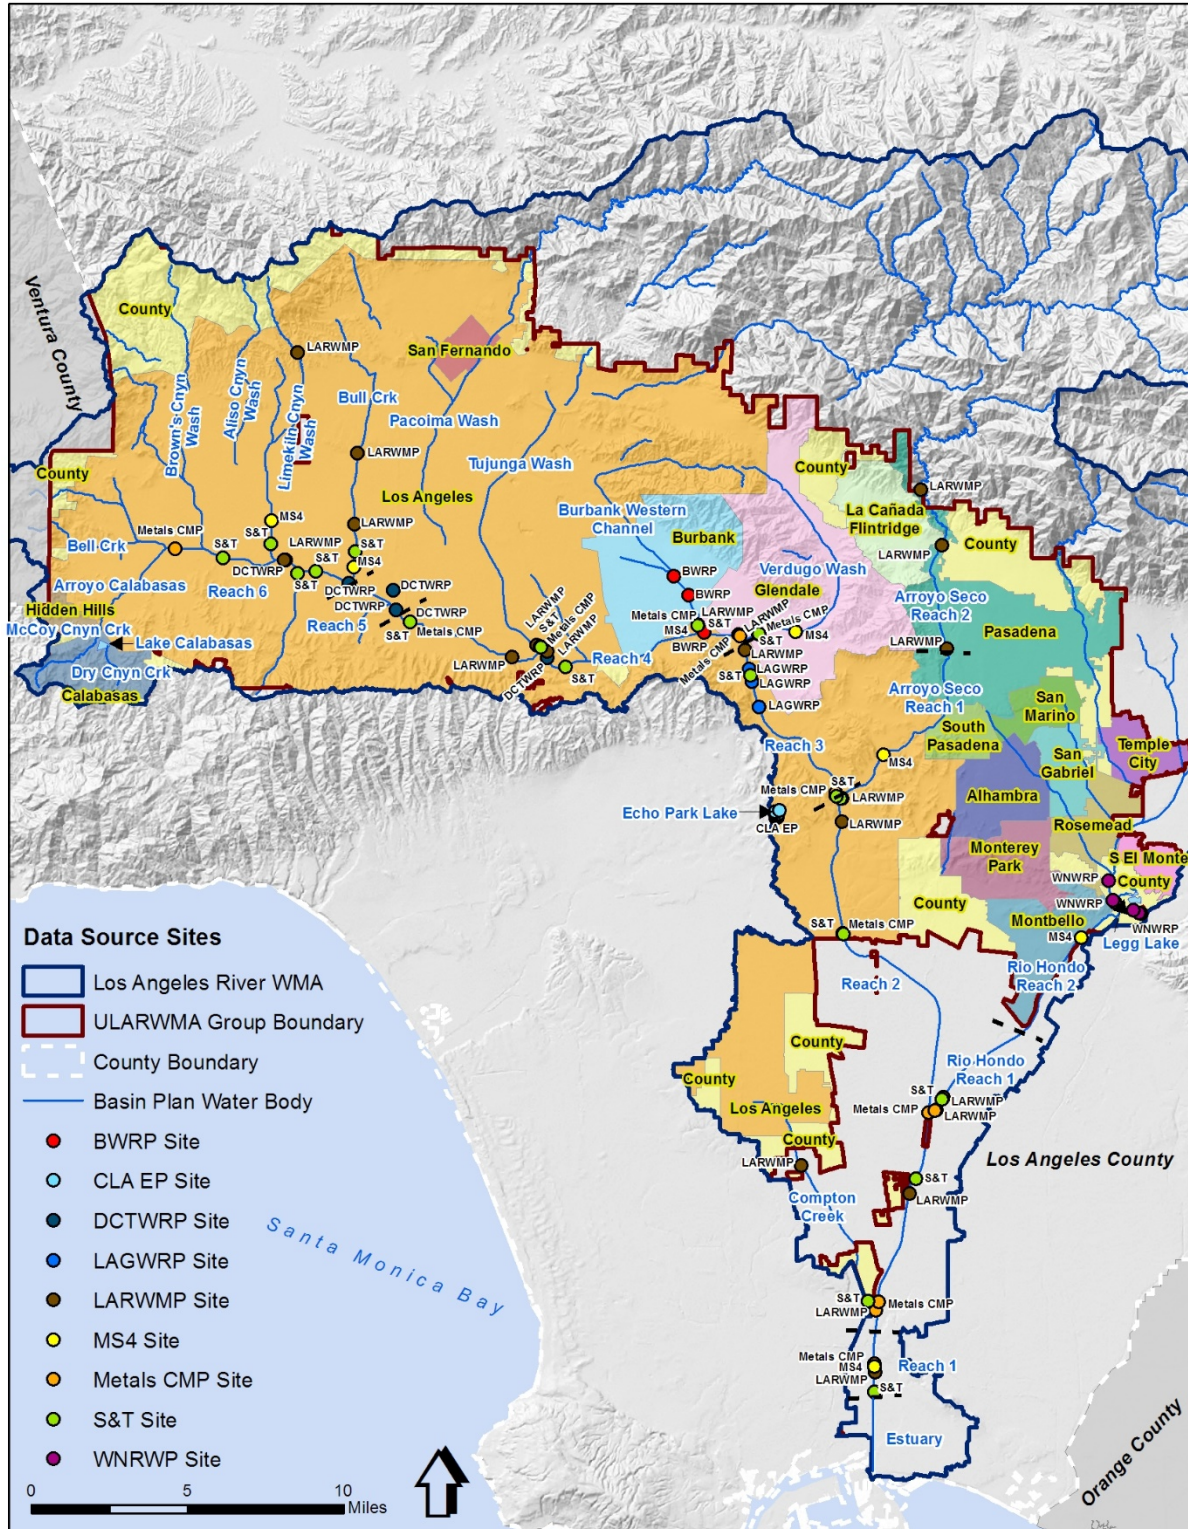 Ventura County
County
San Fernando
Brown's Cnyn
Wash
Aliso Cnyn
Wash
Limekiln Cnyn
Wash
LARWMP
Bull Crk
Pacoima Wash
LARWMP
Tujunga Wash
County
Los Angeles
County
LARWMP
La Cañada
Flintridge
County
LARWMP
Burbank Western
Channel
Burbank
Verdugo Wash
Glendale
MS4
Metals CMP
S&T
S&T
LARWMP
S&T
LARWMP
S&T
MS4
Bell Crk
DCTWRP
S&T
DCTWRP
DCTWRP
DCTWRP
DCTWRP
S&T
Metals CMP
Arroyo Calabasas
Reach 6
Reach 5
Hidden Hills
McCoy Cnyn Crk
Lake Calabasas
Dry Cnyn Crk
Calabasas
LARWMP
LARWMP
S&T
Metals CMP
LARWMP
DCTWRP
S&T
Reach 4
BWRP
BWRP
Metals CMP
LARWMP
S&T
MS4
BWRP
LARWMP
Metals CMP
S&T
MS4
Metals CMP
LARWMP
LAGWRP
S&T
LAGWRP
LAGWRP
Arroyo Seco
Reach 2
Pasadena
LARWMP
Arroyo Seco
Reach 1
San
Marino
South
Pasadena
Temple
City
San
Gabriel
Reach 3
MS4
S&T
Metals CMP
LARWMP
Alhambra
Echo Park Lake
CLA EP
LARWMP
Rosemead
Monterey
Park
S El Monte
WNWRP
County
WNWRP
County
Montbello
WNWRP
MS4
Legg Lake
S&T
Metals CMP
Rio Hondo
Reach 2
Reach 2
County
County
Los Angeles
County
Rio Hondo
Reach 1
S&T
LARWMP
Metals CMP
LARWMP
Los Angeles County
LARWMP
S&T
LARWMP
Compton
Creek
S&T
LARWMP
Metals CMP
Metals CMP
MS4
LARWMP
S&T
Reach 1
Estuary
Orange County
Santa Monica Bay
Data Source Sites
Los Angeles River WMA
ULARWMA Group Boundary
County Boundary
Basin Plan Water Body
BWRP Site
CLA EP Site
DCTWRP Site
LAGWRP Site
LARWMP Site
MS4 Site
Metals CMP Site
S&T Site
WNRWP Site
0 5 10
Miles